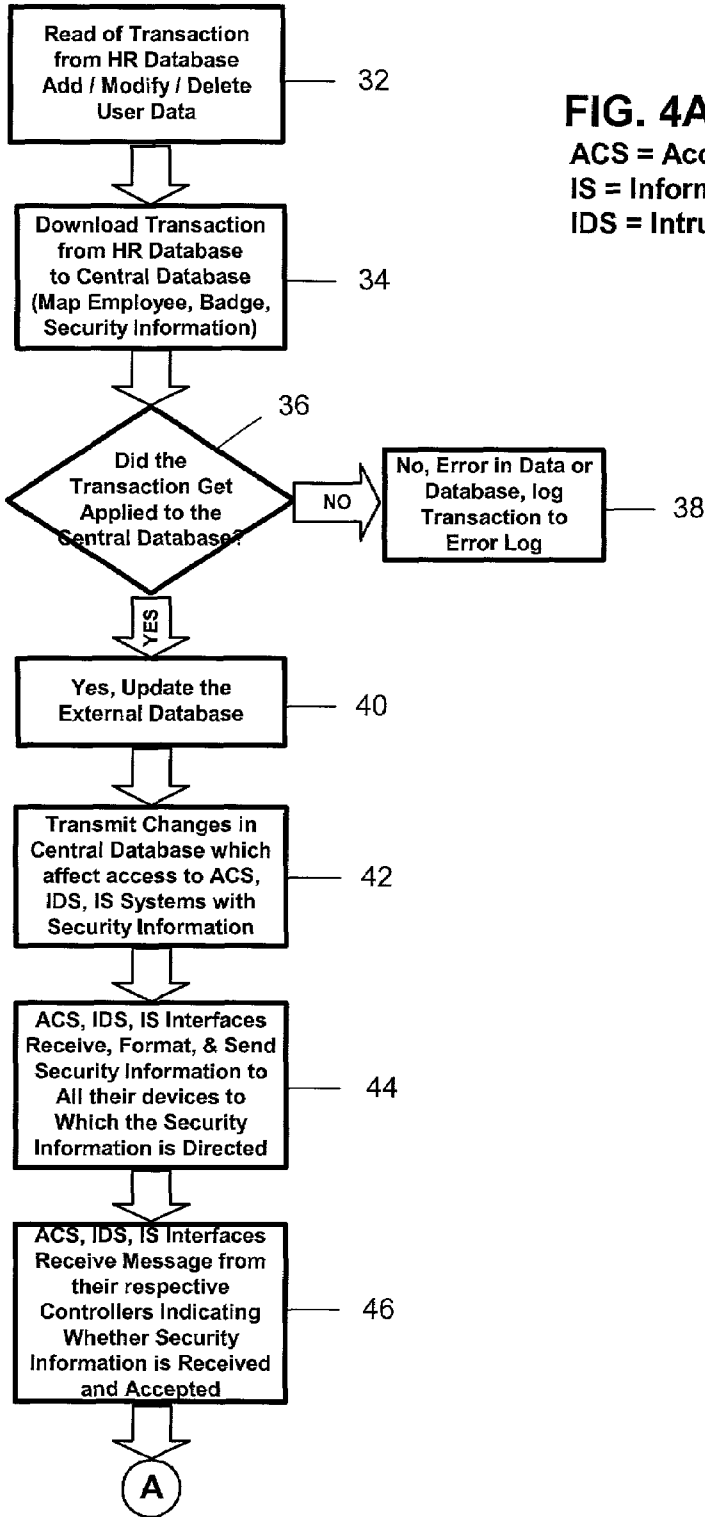 Read of Transaction
from HR Database
Add / Modify / Delete
User Data
32
FIG. 4A
ACS = Acc
IS = Inform
IDS = Intru
Download Transaction
from HR Database
to Central Database
(Map Employee, Badge,
Security Information)
34
36
Did the
Transaction Get
Applied to the
Central Database?
NO
No, Error in Data or
Database, log
Transaction to
Error Log
38
YES
Yes, Update the
External Database
40
Transmit Changes in
Central Database which
affect access to ACS,
IDS, IS Systems with
Security Information
42
ACS, IDS, IS Interfaces
Receive, Format, & Send
Security Information to
All their devices to
Which the Security
Information is Directed
44
ACS, IDS, IS Interfaces
Receive Message from
their respective
Controllers Indicating
Whether Security
Information is Received
and Accepted
46
A